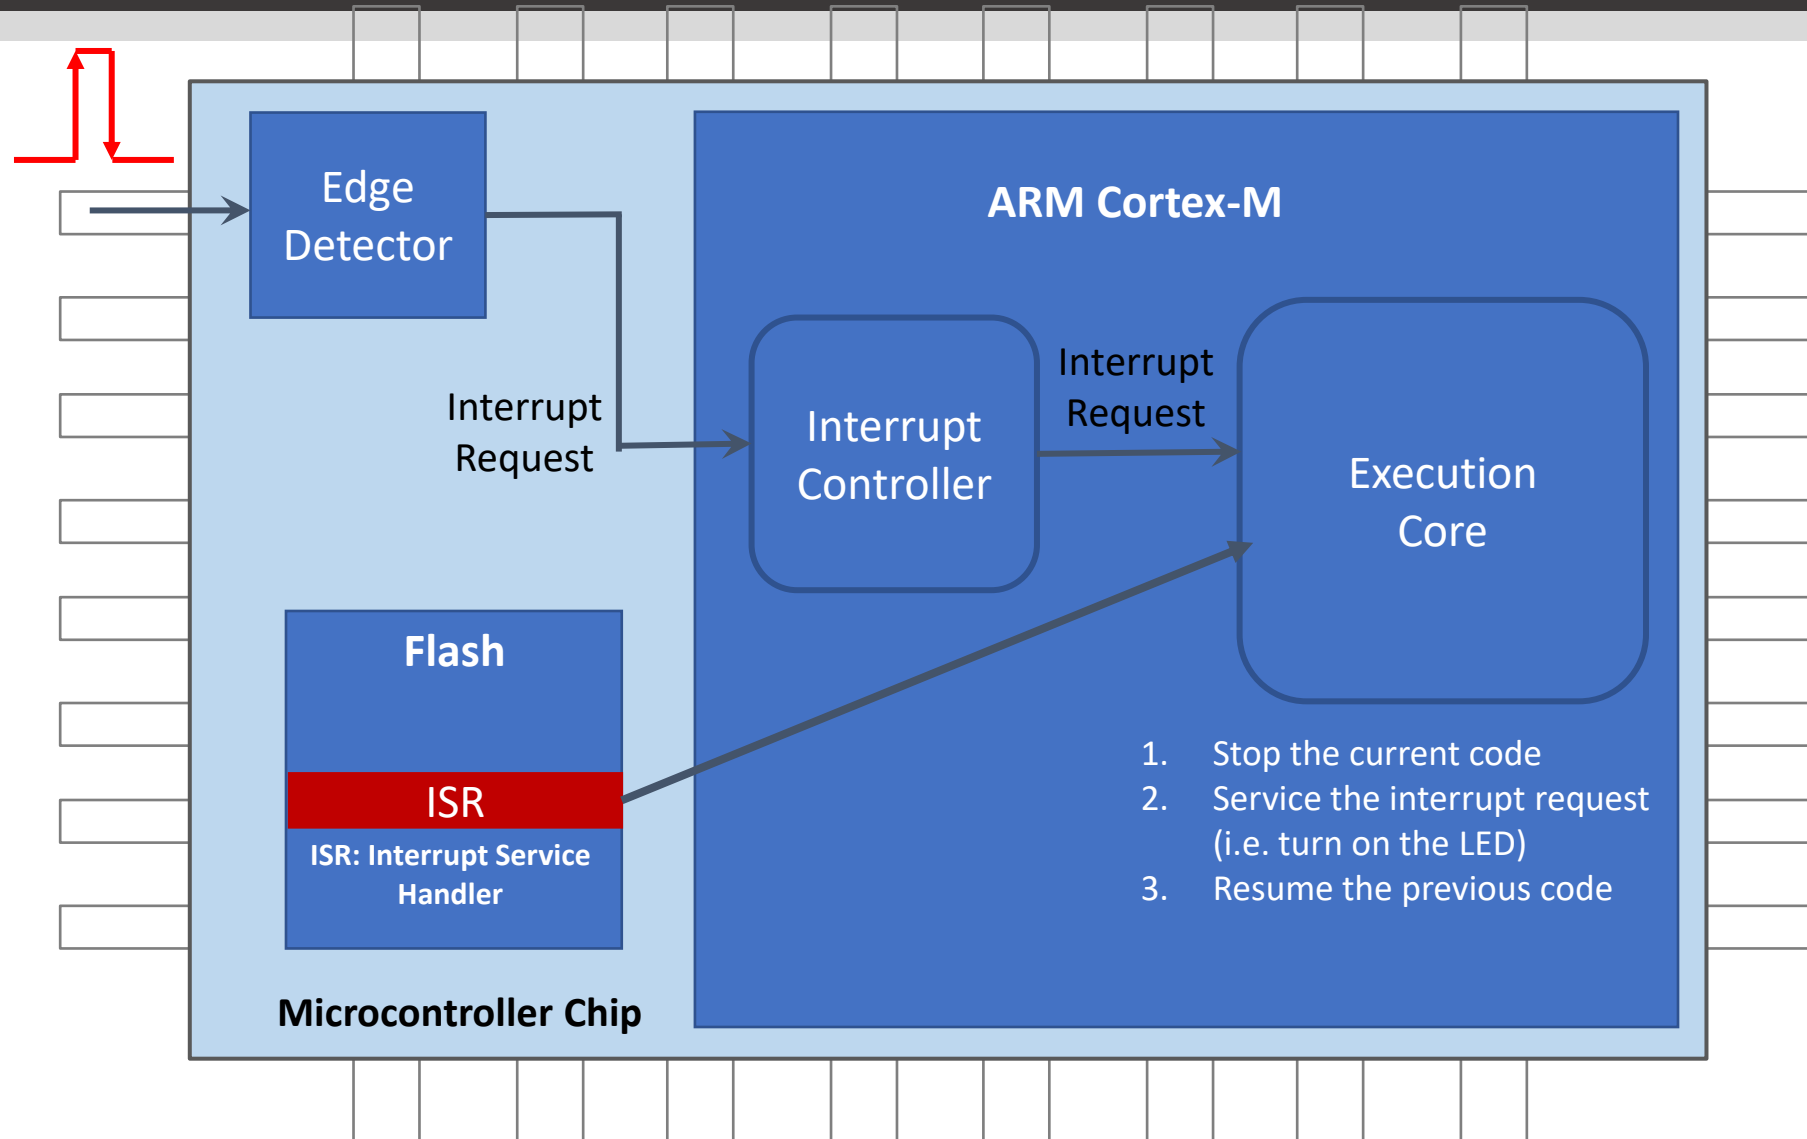 Edge
Detector
ARM Cortex-M
Interrupt
Request
Interrupt
Controller
Interrupt
Request
Execution
Core
Flash
ISR
ISR: Interrupt Service
Handler
1. Stop the current code
2. Service the interrupt request
(i.e. turn on the LED)
3. Resume the previous code
Microcontroller Chip